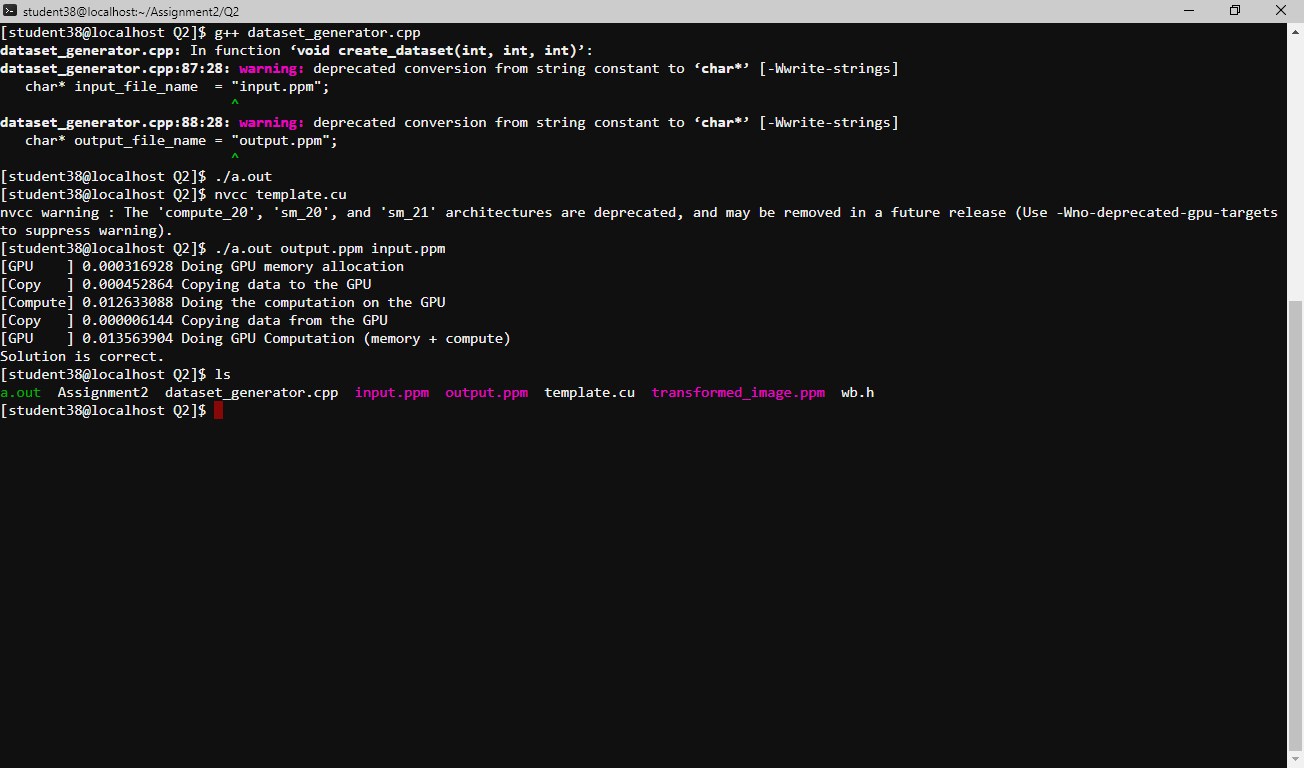 student38@localhost:~/Assignment2/Q2
[student38@localhost Q2]$ g++ dataset_generator.cpp
dataset_generator.cpp: In function ‘void create_dataset(int, int, int)’:
dataset_generator.cpp:87:28: warning: deprecated conversion from string constant to ‘char*’ [-Wwrite-strings]
   char* input_file_name  = "input.ppm";
                            ^
dataset_generator.cpp:88:28: warning: deprecated conversion from string constant to ‘char*’ [-Wwrite-strings]
   char* output_file_name = "output.ppm";
                            ^
[student38@localhost Q2]$ ./a.out
[student38@localhost Q2]$ nvcc template.cu
nvcc warning : The 'compute_20', 'sm_20', and 'sm_21' architectures are deprecated, and may be removed in a future release (Use -Wno-deprecated-gpu-targets
to suppress warning).
[student38@localhost Q2]$ ./a.out output.ppm input.ppm
[GPU    ] 0.000316928 Doing GPU memory allocation
[Copy   ] 0.000452864 Copying data to the GPU
[Compute] 0.012633088 Doing the computation on the GPU
[Copy   ] 0.000006144 Copying data from the GPU
[GPU    ] 0.013563904 Doing GPU Computation (memory + compute)
Solution is correct.
[student38@localhost Q2]$ ls
a.out  Assignment2  dataset_generator.cpp  input.ppm  output.ppm  template.cu  transformed_image.ppm  wb.h
[student38@localhost Q2]$